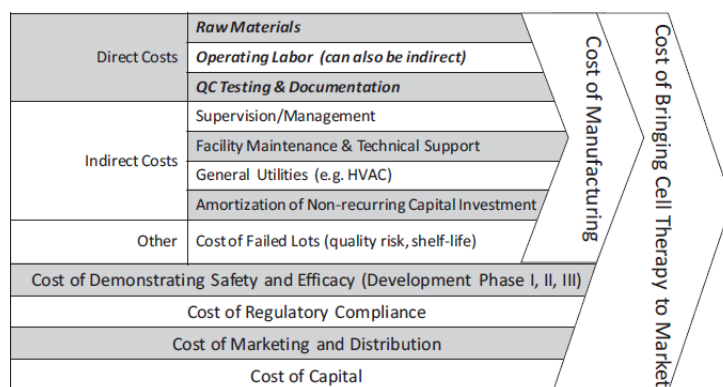 Direct Costs
Raw Materials
Operating Labor (can also be indirect)
QC Testing & Documentation
Indirect Costs
Supervision/Management
Facility Maintenance & Technical Support
General Utilities (e.g. HVAC)
Amortization of Non-recurring Capital Investment
Other
Cost of Failed Lots (quality risk, shelf-life)
Cost of Demonstrating Safety and Efficacy (Development Phase I, II, III)
Cost of Regulatory Compliance
Cost of Marketing and Distribution
Cost of Capital
Cost of Manufacturing
Cost of Bringing Cell Therapy to Market